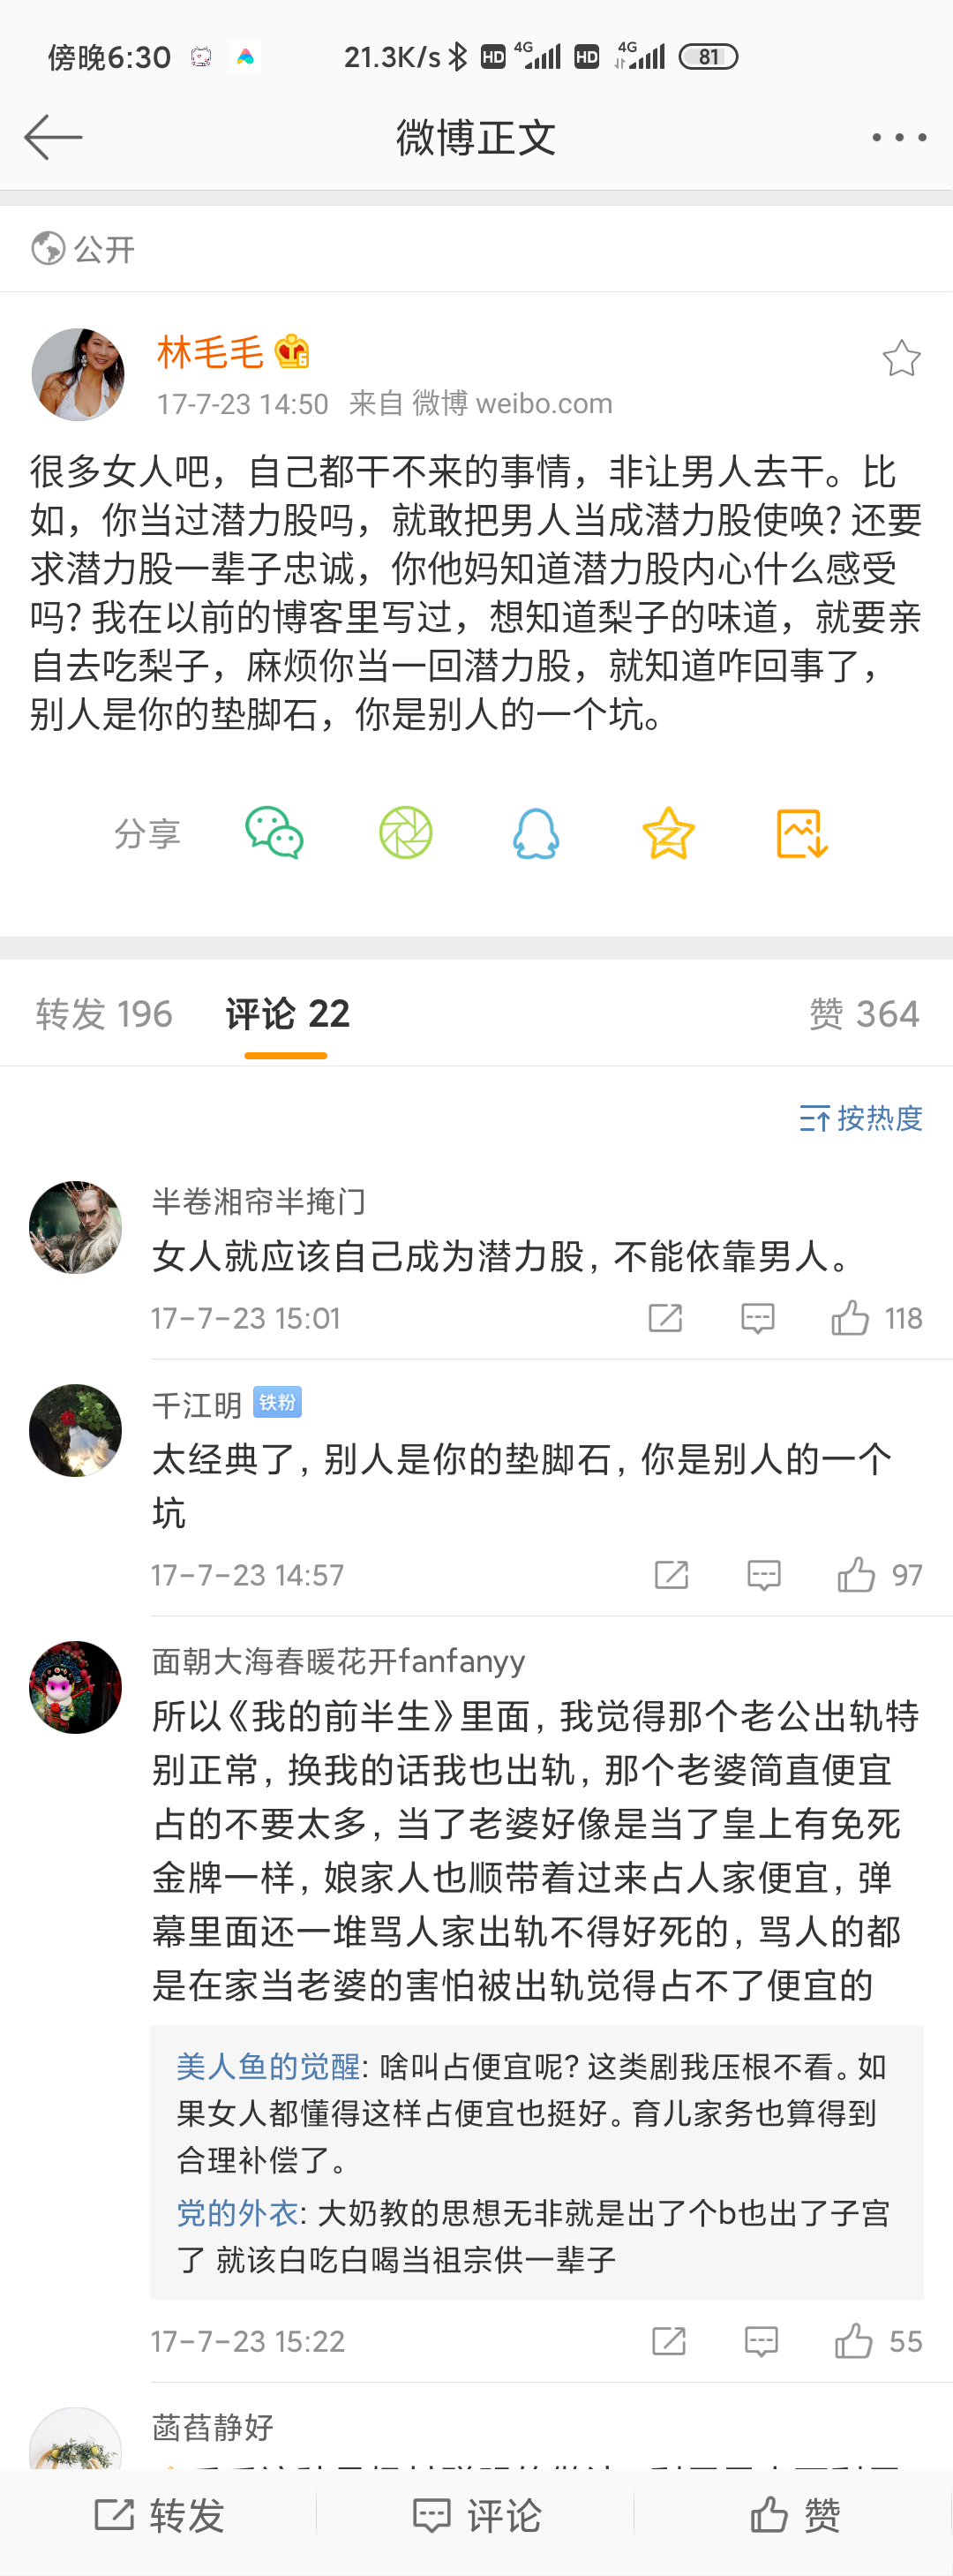 傍晚6:30 21.3K/s HD 4G HD 4G 81
微博正文
公开
林毛毛 6
17-7-23 14:50 来自 微博 weibo.com
很多女人吧，自己都干不来的事情，非让男人去干。比
如，你当过潜力股吗，就敢把男人当成潜力股使唤？还要
求潜力股一辈子忠诚，你他妈知道潜力股内心什么感受
吗？我在以前的博客里写过，想知道梨子的味道，就要亲
自去吃梨子，麻烦你当一回潜力股，就知道咋回事了，
别人是你的垫脚石，你是别人的一个坑。
分享
转发 196 评论 22 赞 364
按热度
半卷湘帘半掩门
女人就应该自己成为潜力股，不能依靠男人。
17-7-23 15:01 118
千江明 铁粉
太经典了，别人是你的垫脚石，你是别人的一个
坑
17-7-23 14:57 97
面朝大海春暖花开fanfanyy
所以《我的前半生》里面，我觉得那个老公出轨特
别正常，换我的话我也出轨，那个老婆简直便宜
占的不要太多，当了老婆好像是当了皇上有免死
金牌一样，娘家人也顺带着过来占人家便宜，弹
幕里面还一堆骂人家出轨不得好死的，骂人的都
是在家当老婆的害怕被出轨觉得占不了便宜的
美人鱼的觉醒：啥叫占便宜呢？这类剧我压根不看。如
果女人都懂得这样占便宜也挺好。育儿家务也算得到
合理补偿了。
党的外衣：大奶教的思想无非就是出了个b也出了子宫
了 就该白吃白喝当祖宗供一辈子
17-7-23 15:22 55
菡萏静好
转发 评论 赞